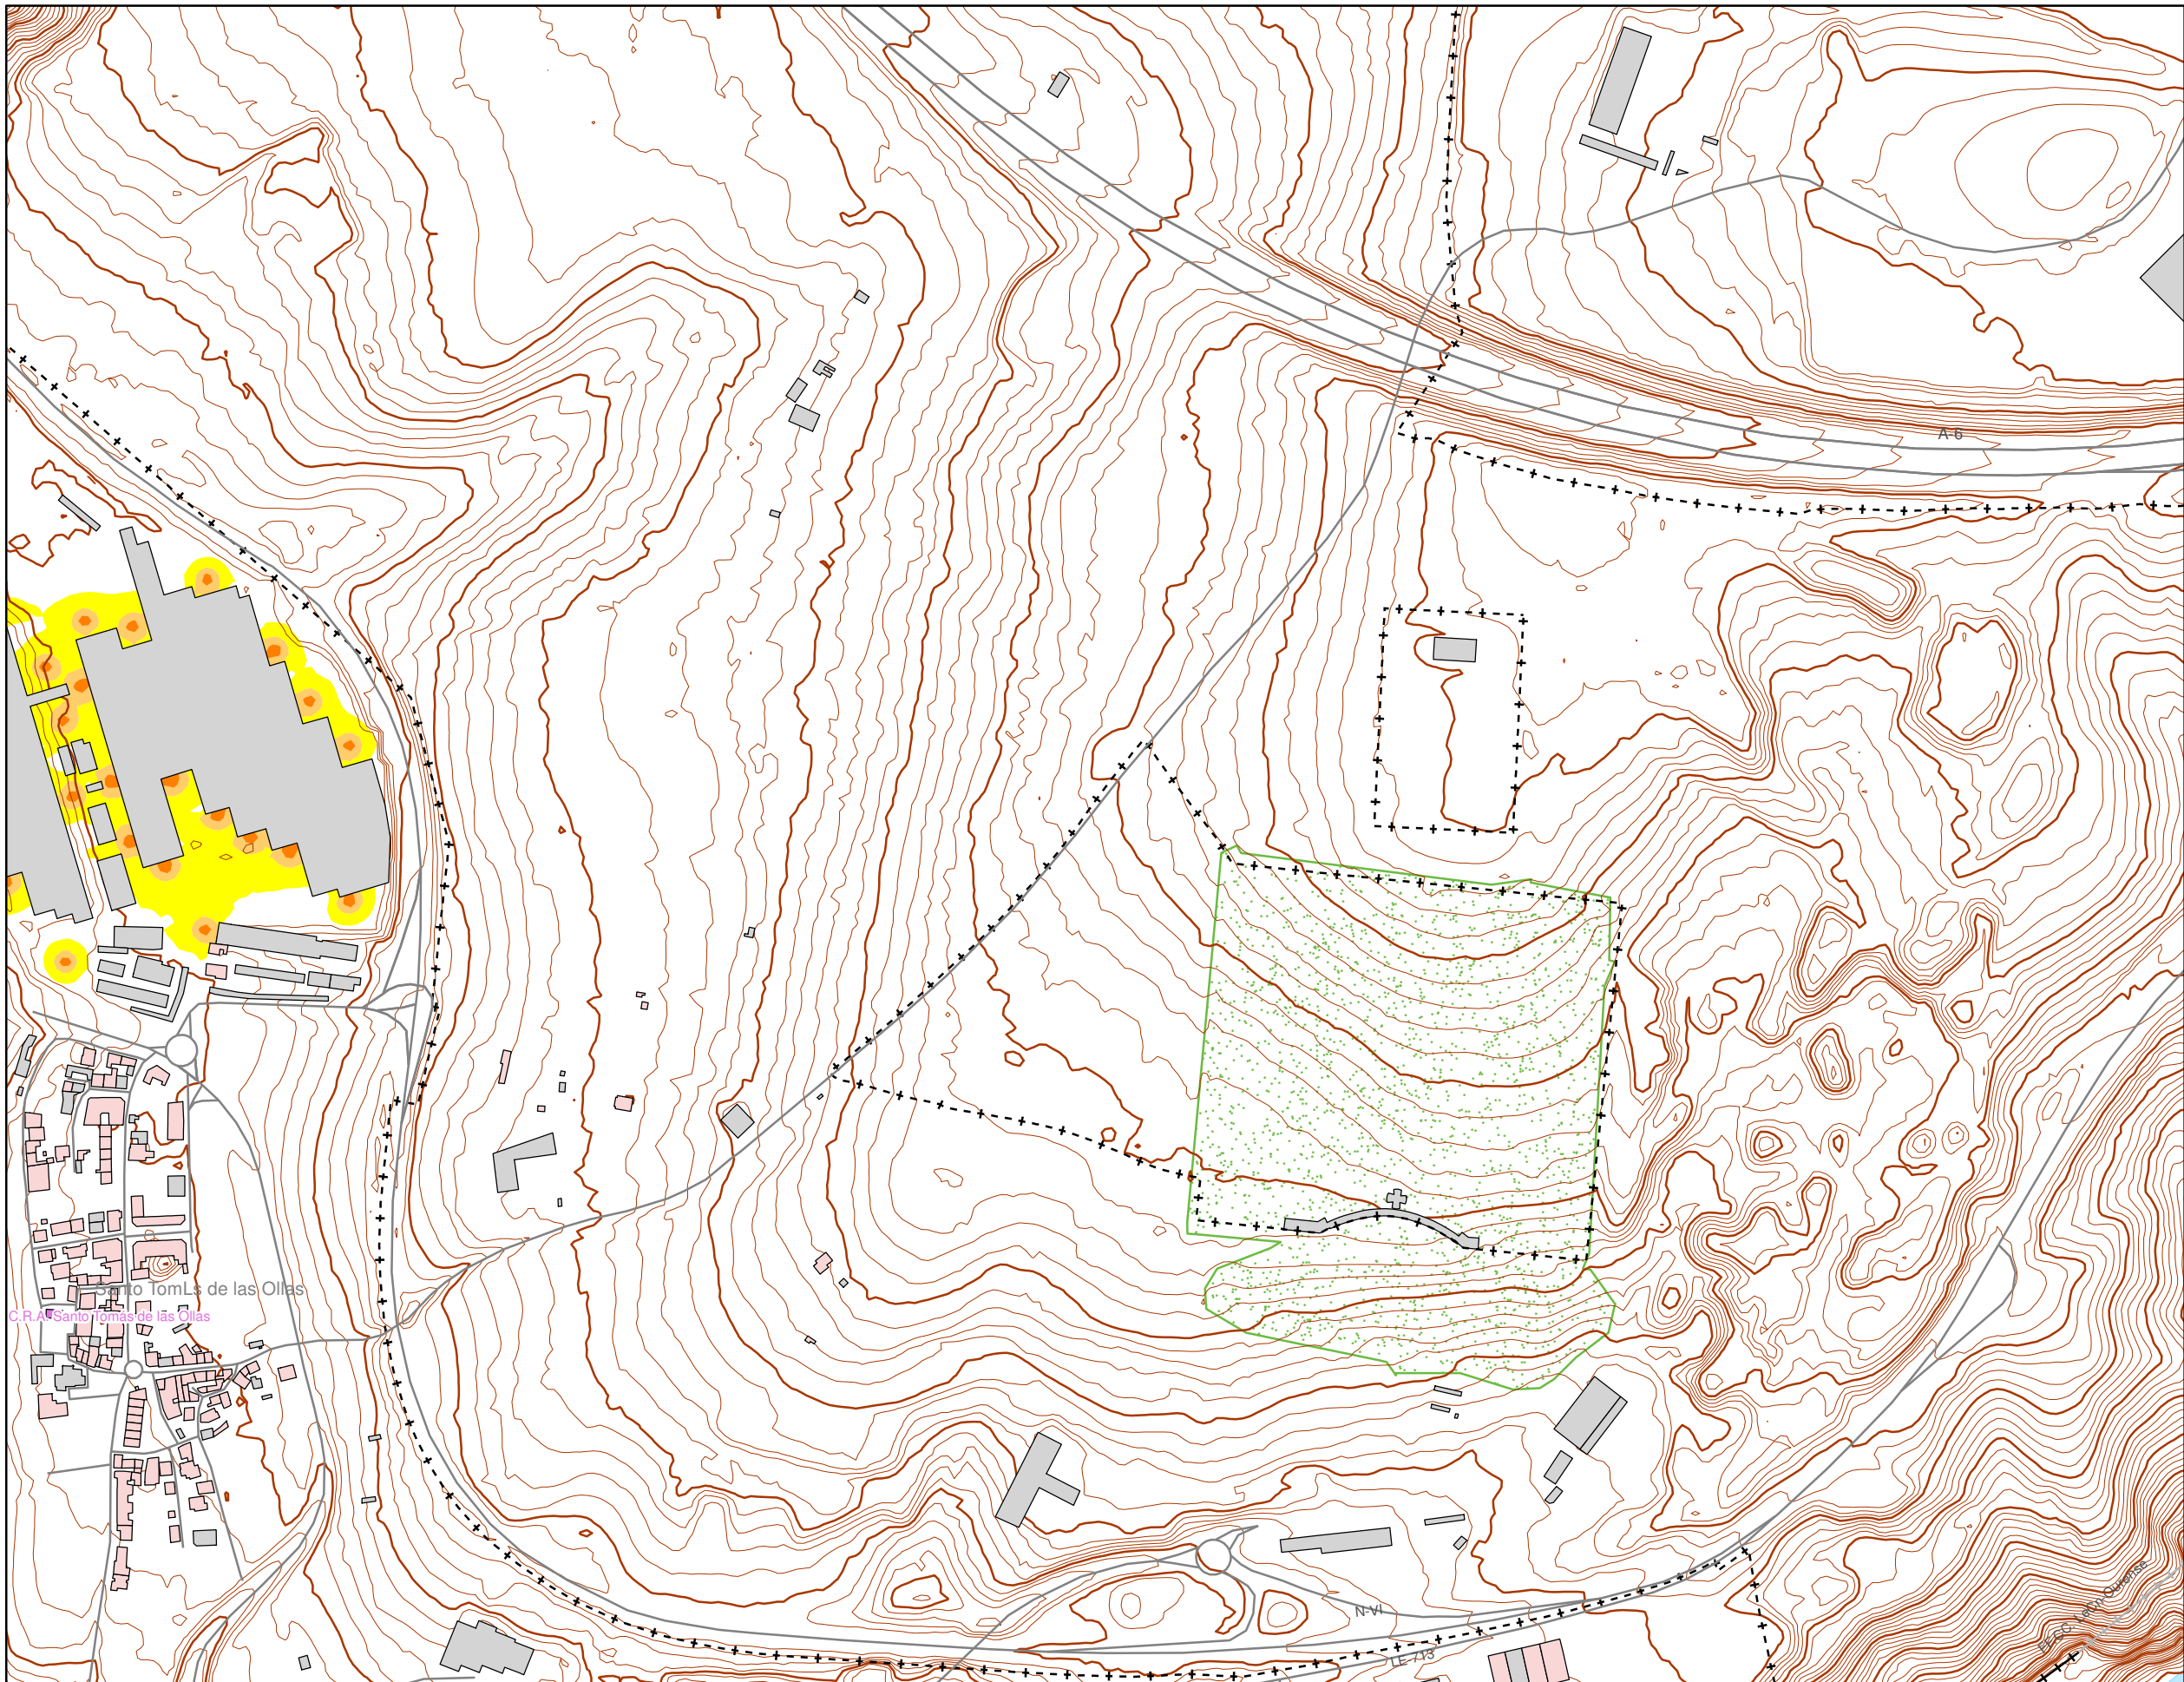 A-6
Santo TomLs de las Ollas
C.R.A. Santo Tomás de las Ollas
N-VI
LE-713